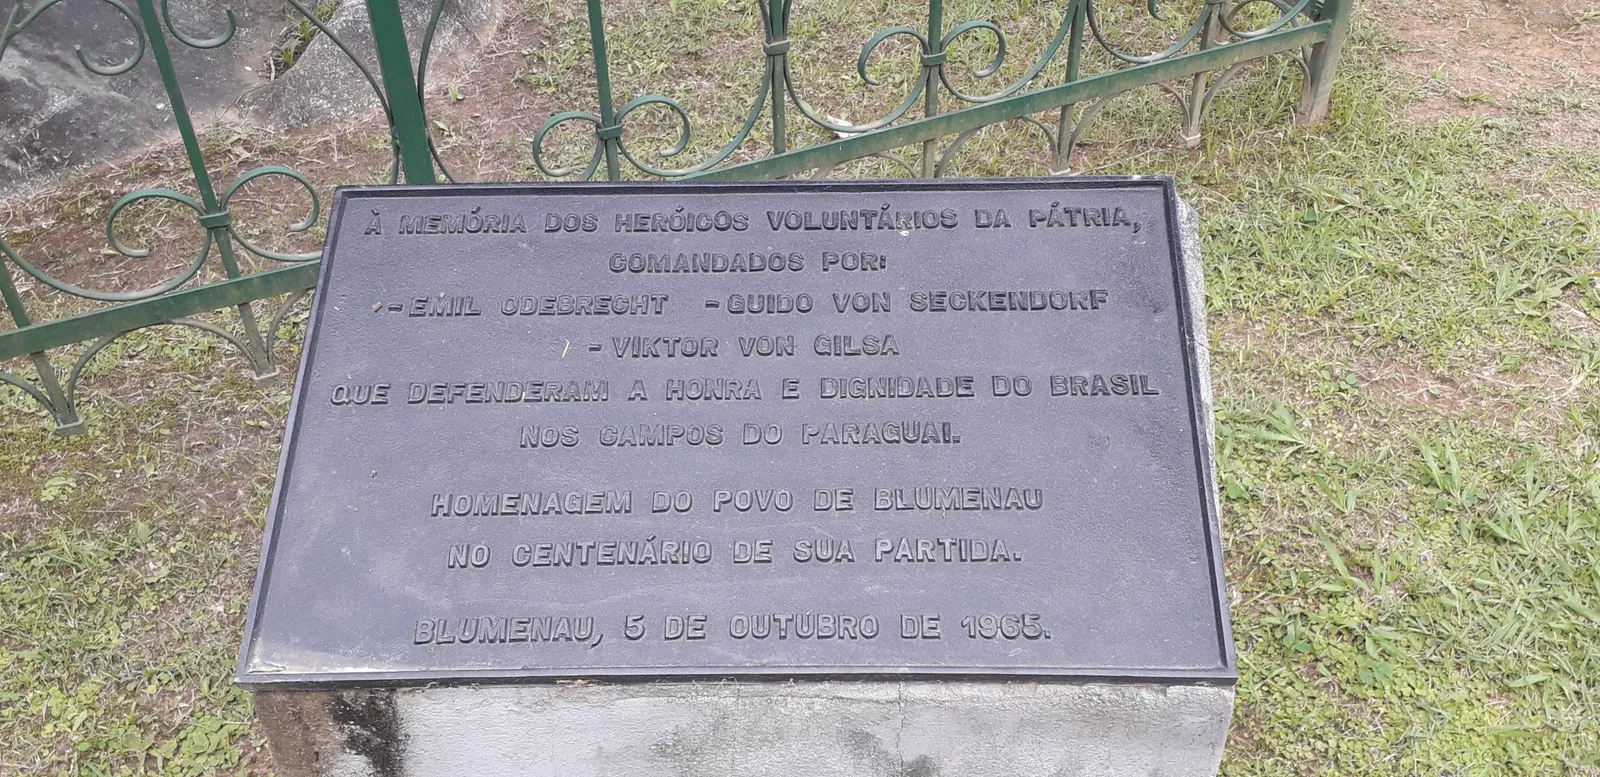 À MEMÓRIA DOS HERÓICOS VOLUNTÁRIOS DA PÁTRIA,
COMANDADOS POR:
-EMIL ODEBRECHT -GUIDO VON SECKENDORF
-VIKTOR VON GILSA
QUE DEFENDERAM A HONRA E DIGNIDADE DO BRASIL
NOS CAMPOS DO PARAGUAI.
HOMENAGEM DO POVO DE BLUMENAU
NO CENTENÁRIO DE SUA PARTIDA.
BLUMENAU, 5 DE OUTUBRO DE 1965.